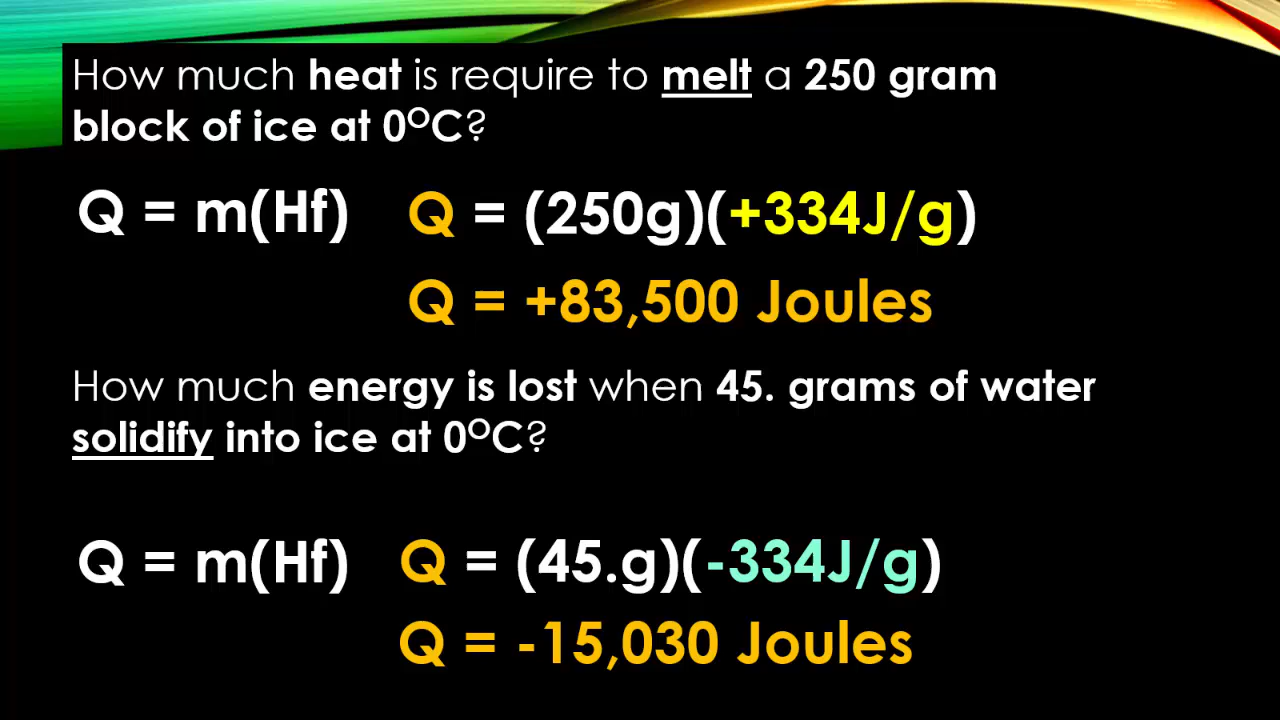 How much heat is require to melt a 250 gram
block of ice at 0°C?
Q = m(Hf) Q = (250g)(+334J/g)
Q = +83,500 Joules
How much energy is lost when 45. grams of water
solidify into ice at 0°C?
Q = m(Hf) Q = (45.g)(-334J/g)
Q = -15,030 Joules